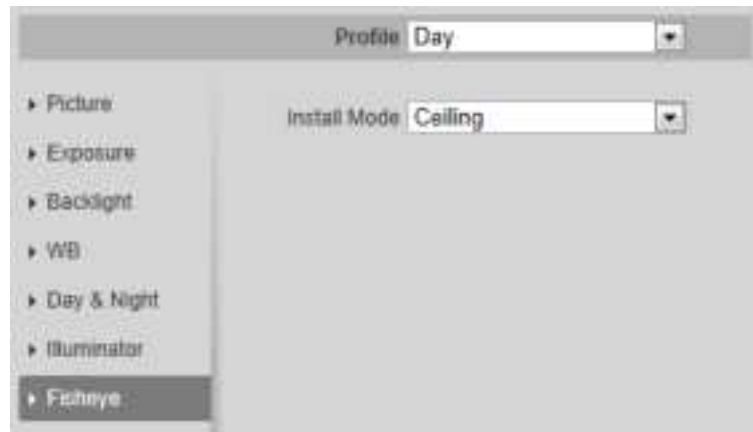 Profile Day
Picture
Install Mode Ceiling
Exposure
Backlight
WB
Day & Night
Illuminator
Fisheye